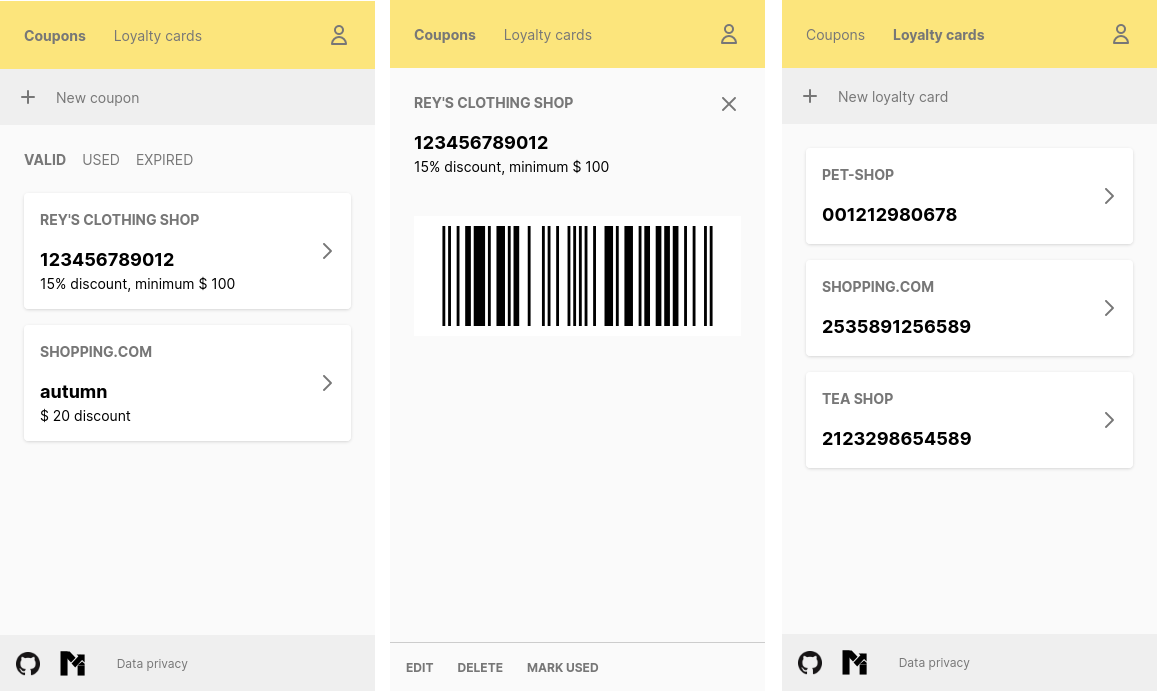 Coupons Loyalty cards
New coupon
VALID USED EXPIRED
REY'S CLOTHING SHOP
123456789012
15% discount, minimum $ 100
SHOPPING.COM
autumn
$ 20 discount
Data privacy
Coupons Loyalty cards
REY'S CLOTHING SHOP
123456789012
15% discount, minimum $ 100
EDIT DELETE MARK USED
Coupons Loyalty cards
New loyalty card
PET-SHOP
001212980678
SHOPPING.COM
2535891256589
TEA SHOP
2123298654589
Data privacy